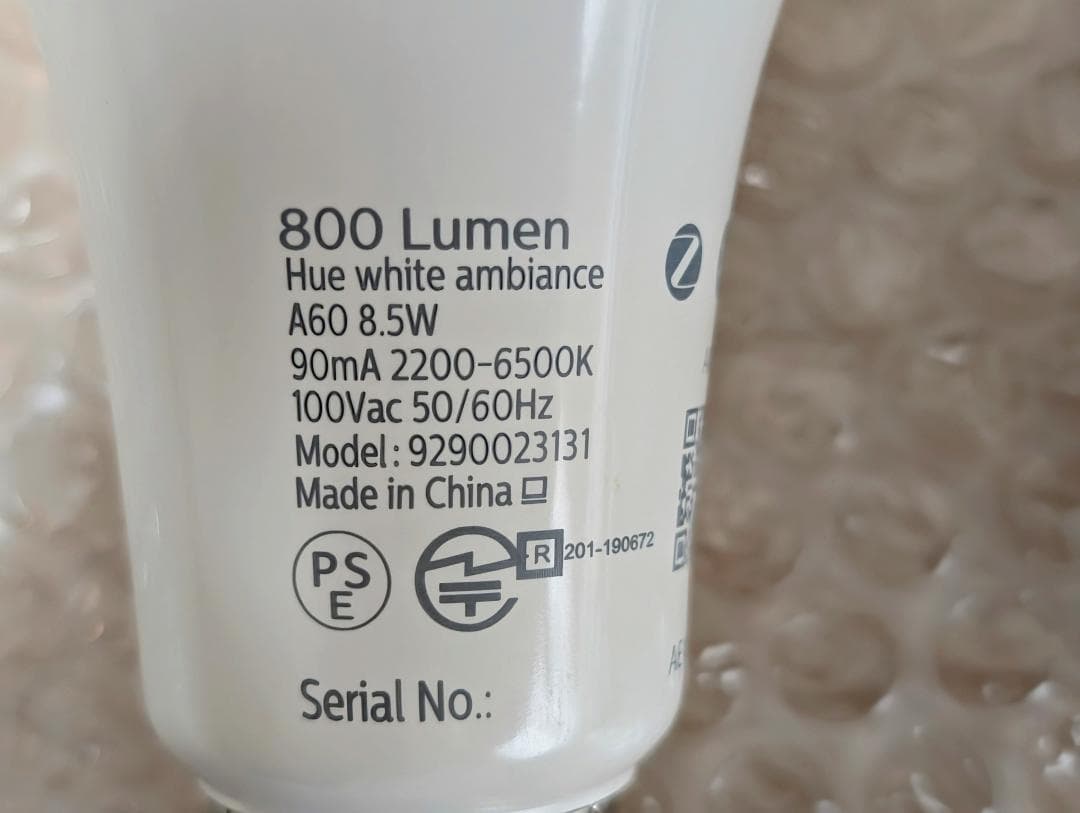 800 Lumen
Hue white ambiance
A60 8.5W
90mA 2200-6500K
100Vac 50/60Hz
Model: 9290023131
Made in China
PS
E
R 201-190672
Serial No.: